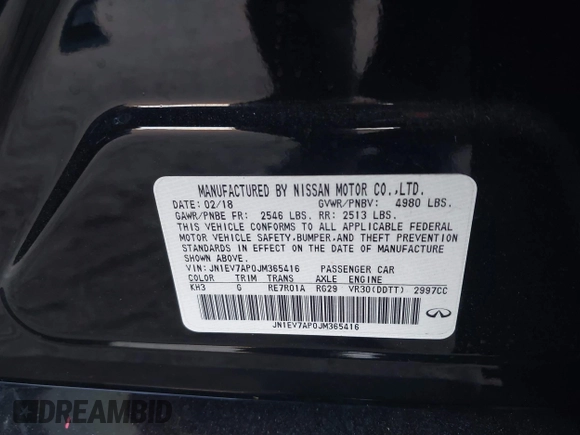 MANUFACTURED BY NISSAN MOTOR CO.,LTD.
DATE: 02/18 GVWR/PNBV: 4980 LBS.
GAWR/PNBE FR: 2546 LBS. RR: 2513 LBS.
THIS VEHICLE CONFORMS TO ALL APPLICABLE FEDERAL
MOTOR VEHICLE SAFETY,BUMPER,AND THEFT PREVENTION
STANDARDS IN EFFECT ON THE DATE OF MANUFACTURE
SHOWN ABOVE.
VIN: JN1EV7AP0JM365416 PASSENGER CAR
COLOR TRIM TRANS AXLE ENGINE
KH3 G RE7R01A RG29 VR30(DDTT) 2997CC
JN1EV7AP0JM365416
DREAMBID